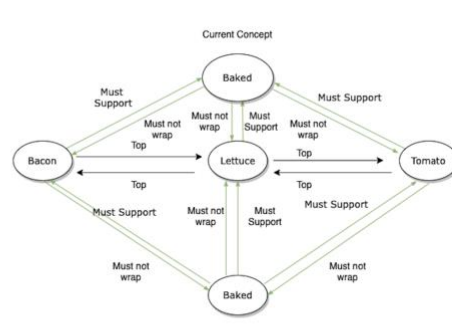 Current Concept
Baked
Must
Support
Must Support
Must not
wrap
Must
Support
Must not
wrap
Must not
wrap
Top
Top
Bacon
Lettuce
Tomato
Top
Top
Must Support
Must not
wrap
Must
Support
Must Support
Must not
wrap
Must not
wrap
Baked